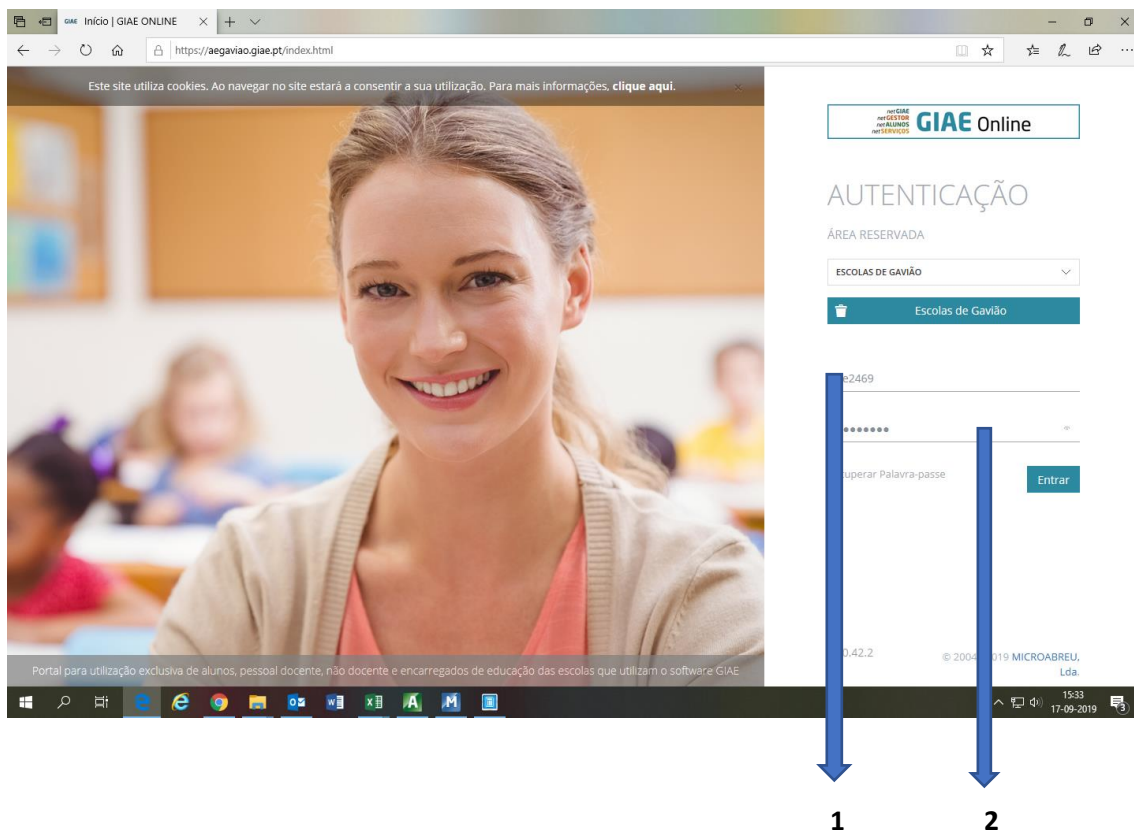 Início | GIAE ONLINE
https://aegaviao.giae.pt/index.html
Este site utiliza cookies. Ao navegar no site estará a consentir a sua utilização. Para mais informações, clique aqui.
netGIAE
netGESTOR
netALUNOS
netSERVIÇOS
GIAE Online
AUTENTICAÇÃO
ÁREA RESERVADA
ESCOLAS DE GAVIÃO
Escolas de Gavião
e2469
uperar Palavra-passe
Entrar
Portal para utilização exclusiva de alunos, pessoal docente, não docente e encarregados de educação das escolas que utilizam o software GIAE
0.42.2
© 2004 019 MICROABREU,
Lda.
15:33
17-09-2019
1 2